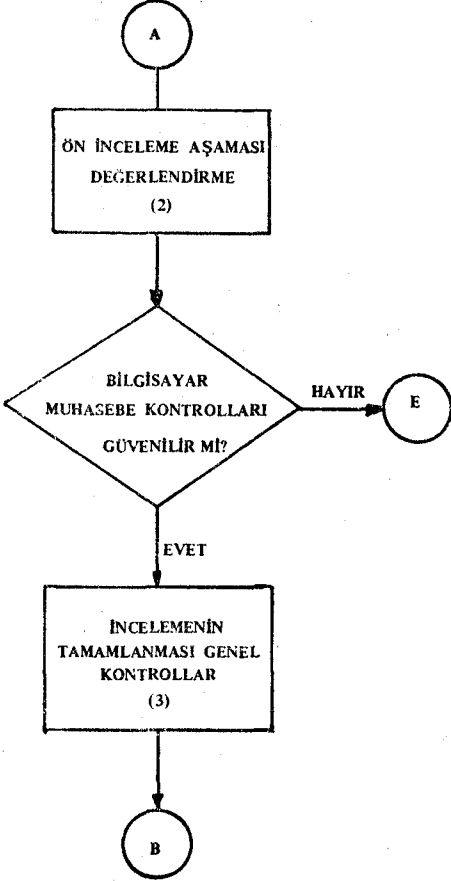 A
ÖN İNCELEME AŞAMASI
DEĞERLENDİRME
(2)
BİLGİSAYAR
MUHASEBE KONTROLLARI
GÜVENİLİR Mİ?
HAYIR
E
EVET
İNCELEMENİN
TAMAMLANMASI GENEL
KONTROLLAR
(3)
B